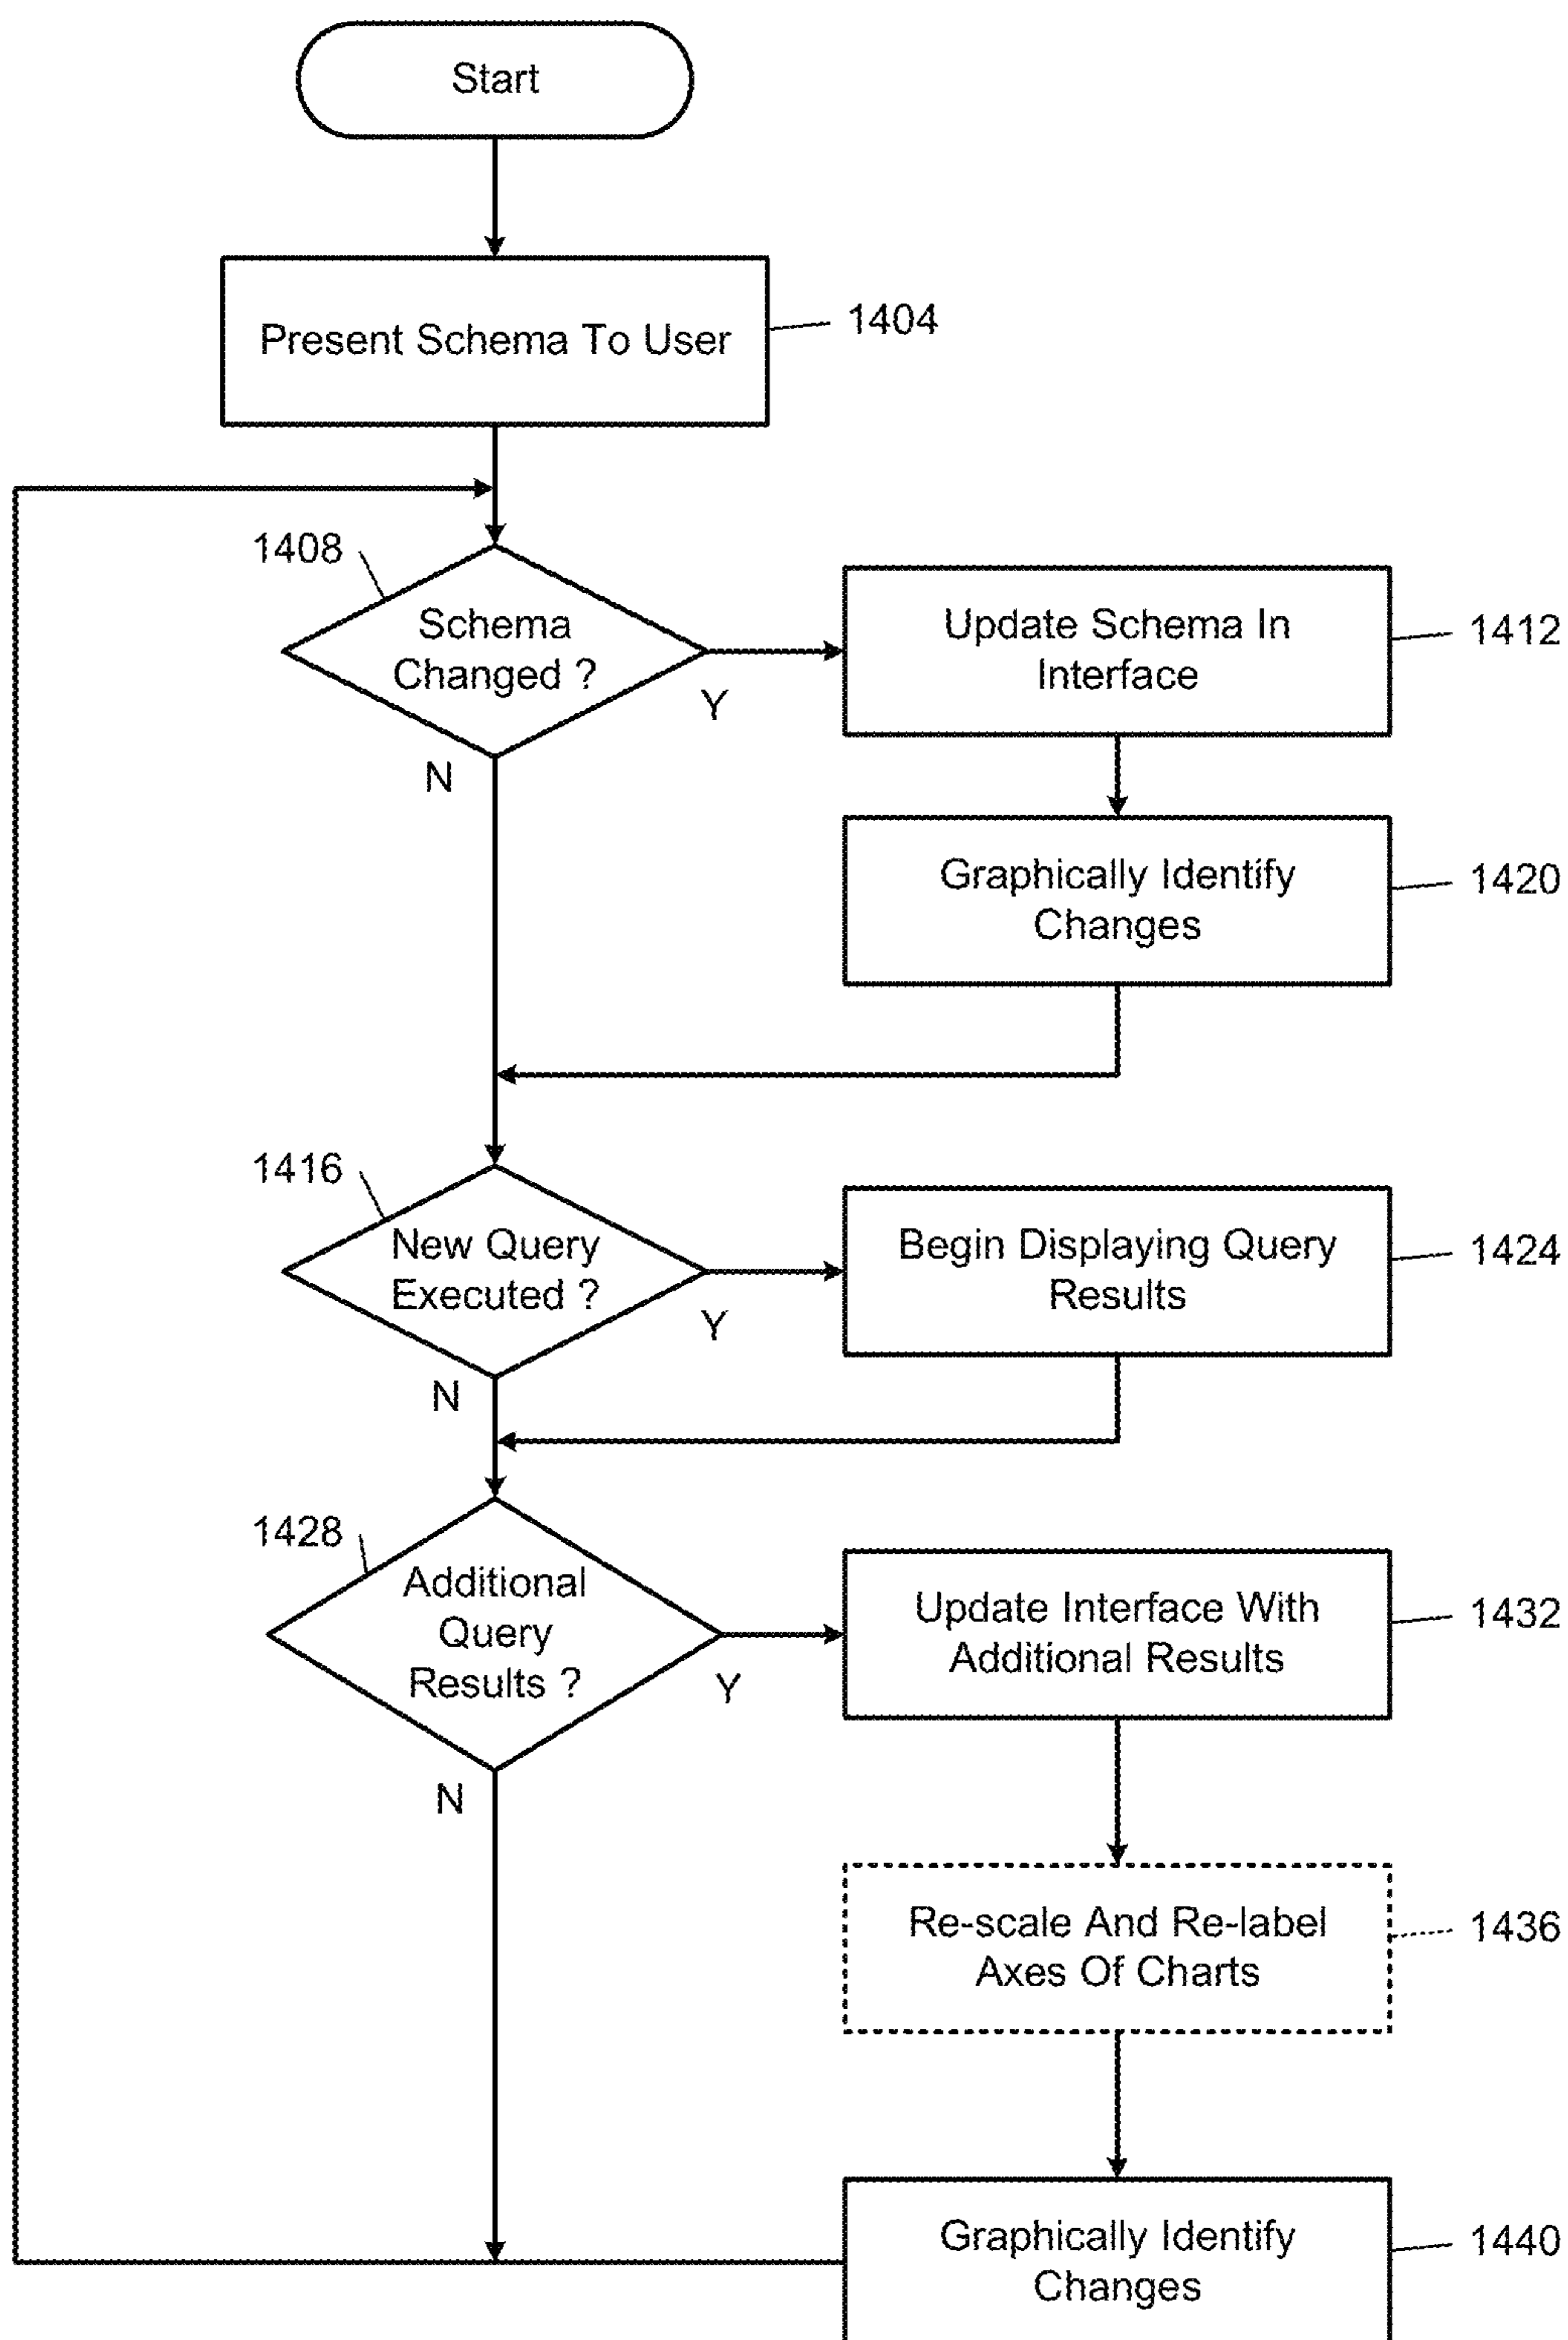 Start
Present Schema To User
1404
1408
Schema
Changed ?
Y
N
Update Schema In
Interface
1412
Graphically Identify
Changes
1420
1416
New Query
Executed ?
Y
N
Begin Displaying Query
Results
1424
1428
Additional
Query
Results ?
Y
N
Update Interface With
Additional Results
1432
Re-scale And Re-label
Axes Of Charts
1436
Graphically Identify
Changes
1440